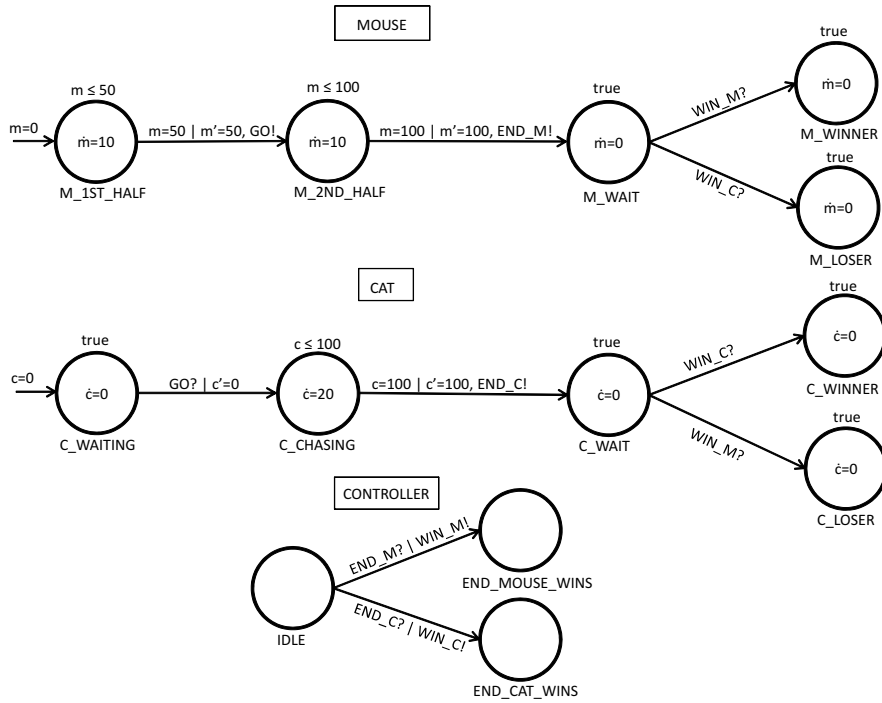 MOUSE
m ≤ 50
m ≤ 100
true
true
m=0
ṁ=10
m=50 | m'=50, GO!
ṁ=10
m=100 | m'=100, END_M!
ṁ=0
WIN_M?
ṁ=0
M_WINNER
M_1ST_HALF
M_2ND_HALF
M_WAIT
WIN_C?
true
ṁ=0
M_LOSER
CAT
true
c ≤ 100
true
true
c=0
ċ=0
GO? | c'=0
ċ=20
c=100 | c'=100, END_C!
ċ=0
WIN_C?
ċ=0
C_WINNER
C_WAITING
C_CHASING
C_WAIT
WIN_M?
true
ċ=0
C_LOSER
CONTROLLER
END_M? | WIN_M!
END_MOUSE_WINS
IDLE
END_C? | WIN_C!
END_CAT_WINS